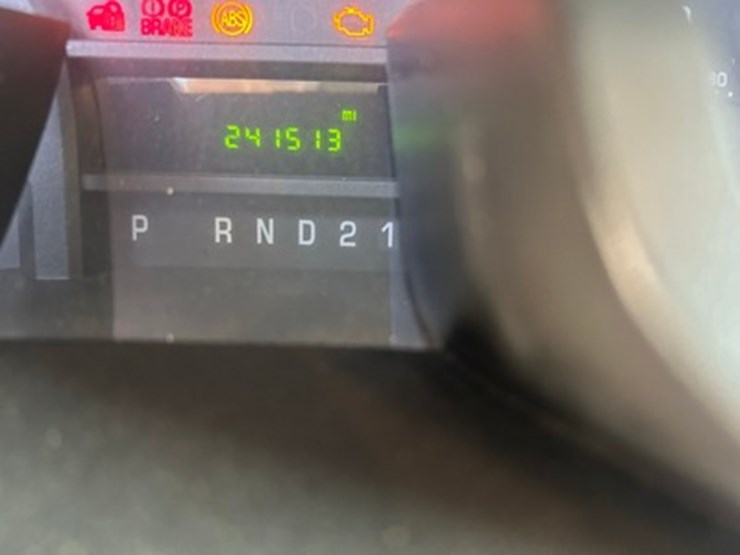 BRAKE ABS
mi
241513
P R N D 2 1